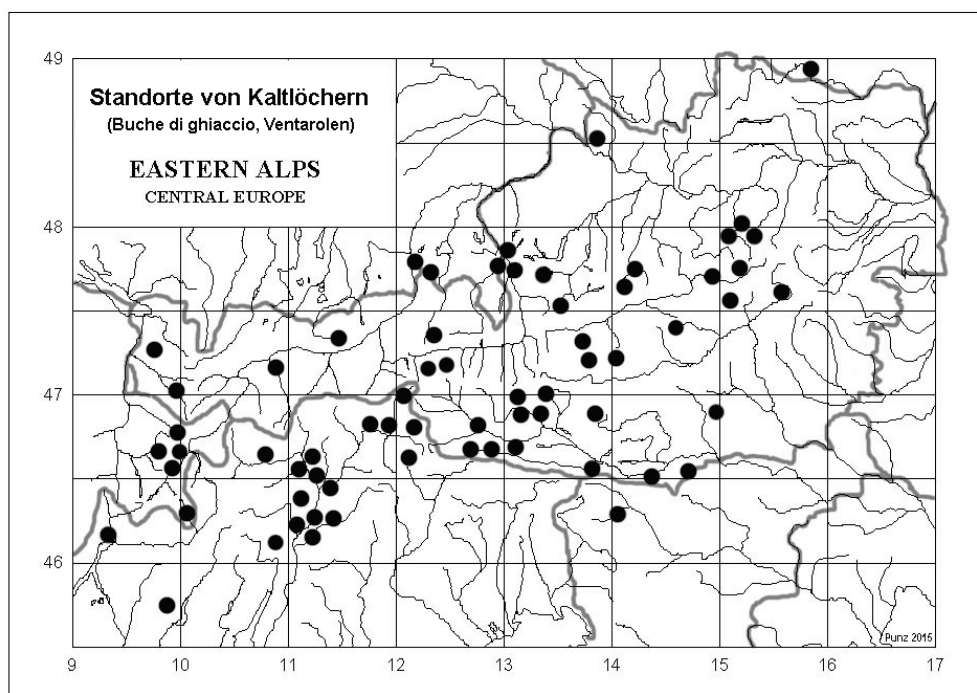 49
Standorte von Kaltlöchern
(Buche di ghiaccio, Ventarolen)
EASTERN ALPS
CENTRAL EUROPE
48
47
46
Punz 2015
9 10 11 12 13 14 15 16 17